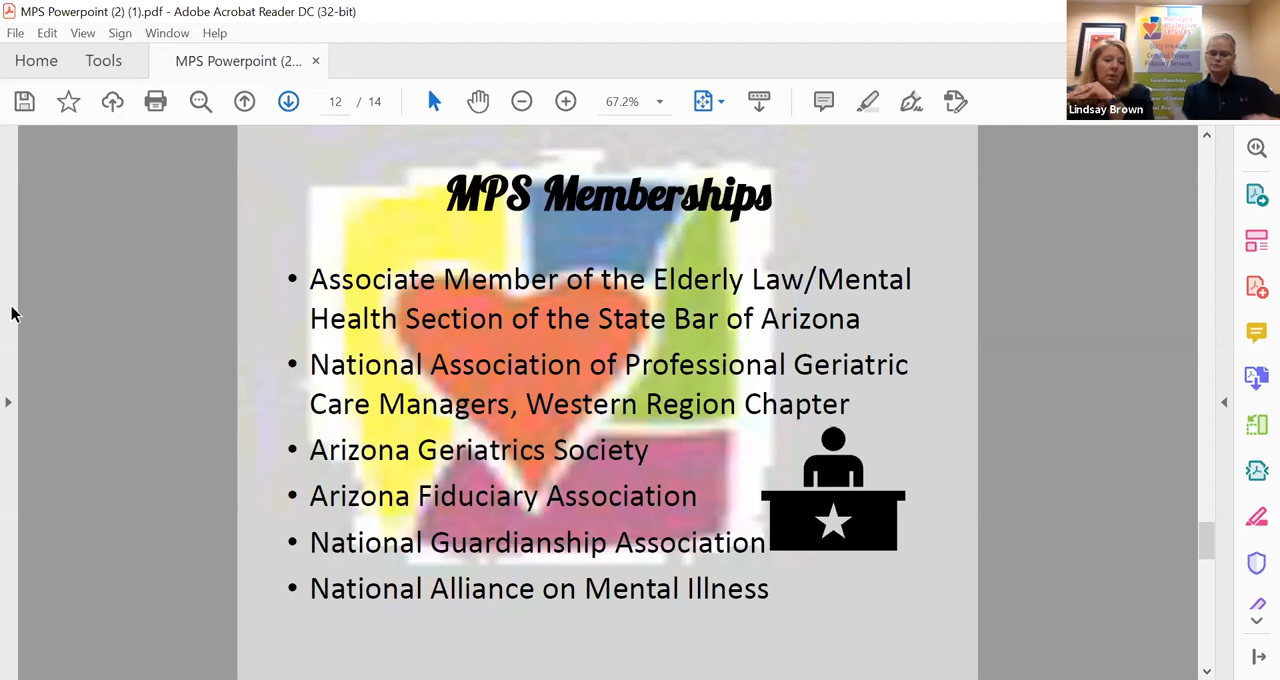 MPS Powerpoint (2) (1).pdf - Adobe Acrobat Reader DC (32-bit)
File Edit View Sign Window Help
Home Tools MPS Powerpoint (2... ×
12 / 14 67.2%
Lindsay Brown
MPS Memberships
• Associate Member of the Elderly Law/Mental
Health Section of the State Bar of Arizona
• National Association of Professional Geriatric
Care Managers, Western Region Chapter
• Arizona Geriatrics Society
• Arizona Fiduciary Association
• National Guardianship Association
• National Alliance on Mental Illness